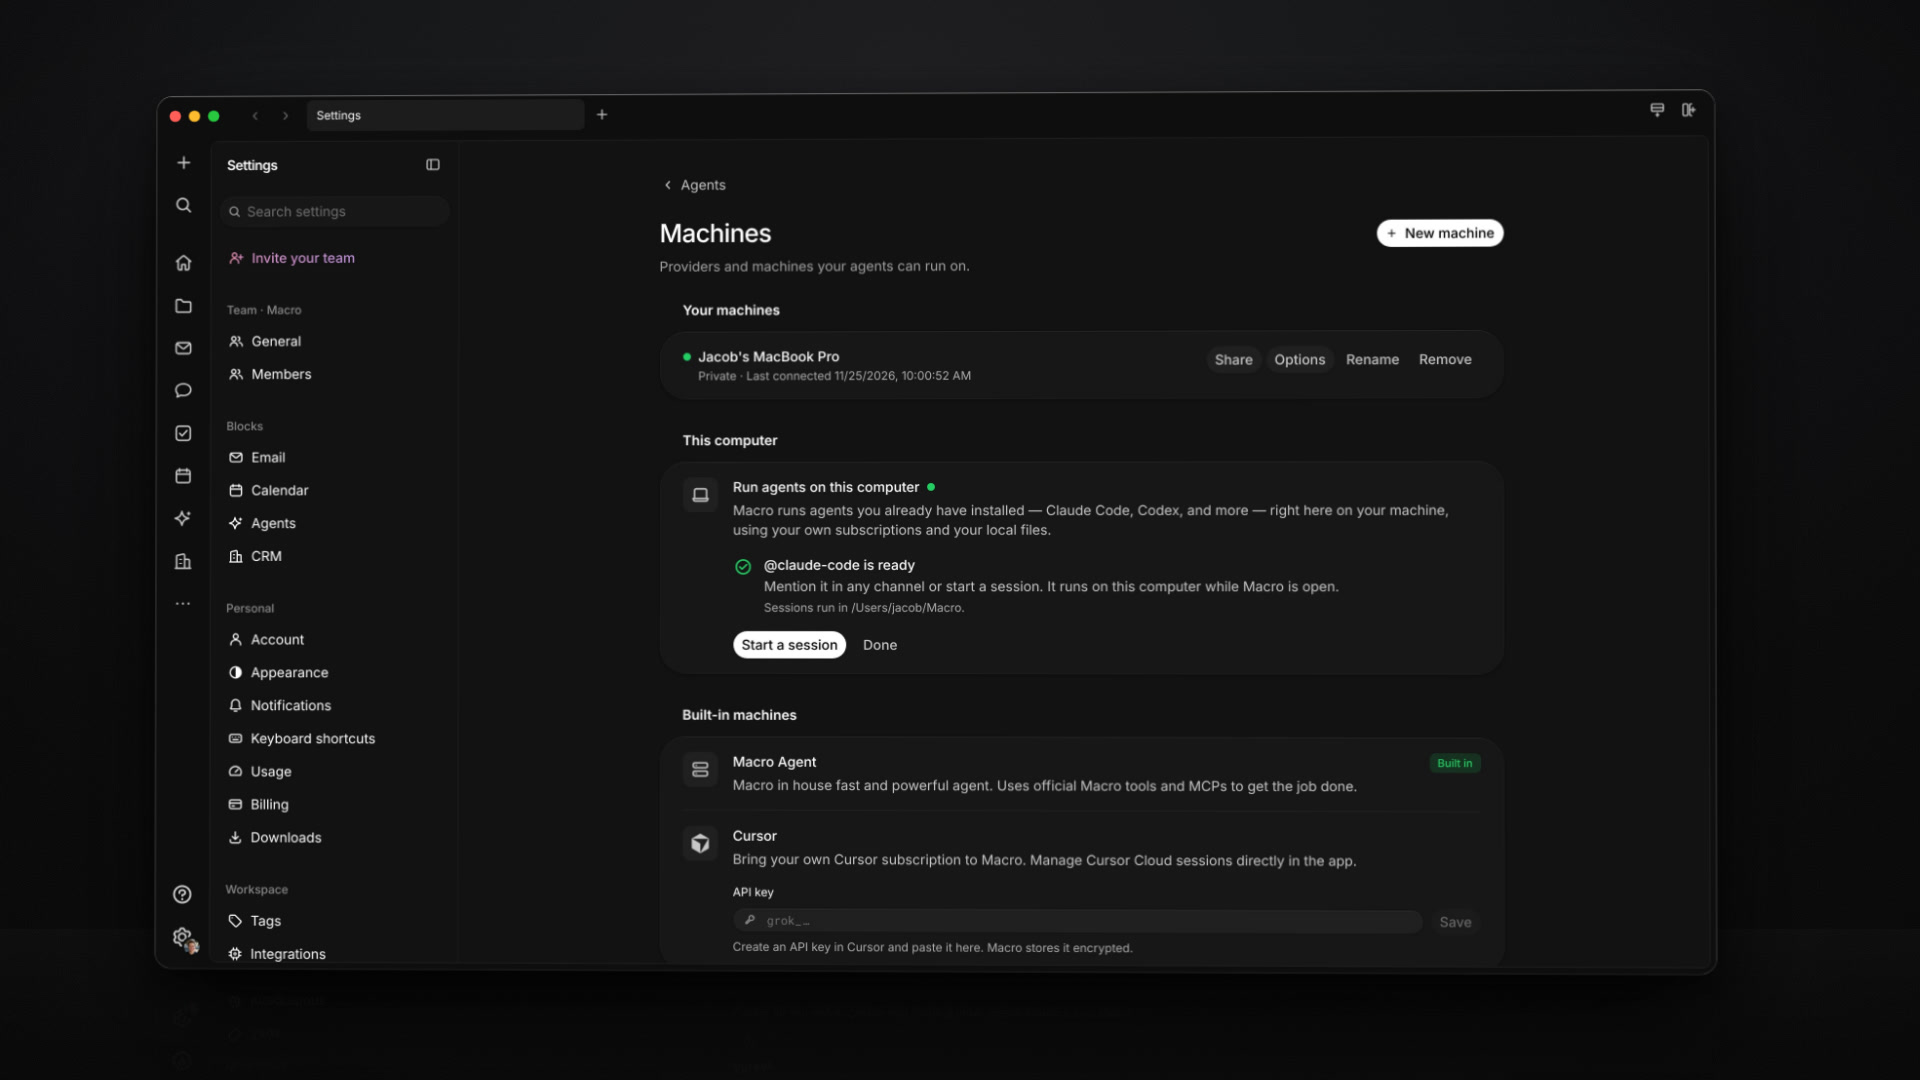 Settings
Settings
Search settings
Invite your team
Team · Macro
General
Members
Blocks
Email
Calendar
Agents
CRM
Personal
Account
Appearance
Notifications
Keyboard shortcuts
Usage
Billing
Downloads
Workspace
Tags
Integrations
Agents
Machines
+ New machine
Providers and machines your agents can run on.
Your machines
Jacob's MacBook Pro
Private · Last connected 11/25/2026, 10:00:52 AM
Share
Options
Rename
Remove
This computer
Run agents on this computer
Macro runs agents you already have installed — Claude Code, Codex, and more — right here on your machine,
using your own subscriptions and your local files.
@claude-code is ready
Mention it in any channel or start a session. It runs on this computer while Macro is open.
Sessions run in /Users/jacob/Macro.
Start a session
Done
Built-in machines
Macro Agent
Built in
Macro in house fast and powerful agent. Uses official Macro tools and MCPs to get the job done.
Cursor
Bring your own Cursor subscription to Macro. Manage Cursor Cloud sessions directly in the app.
API key
grok_…
Save
Create an API key in Cursor and paste it here. Macro stores it encrypted.